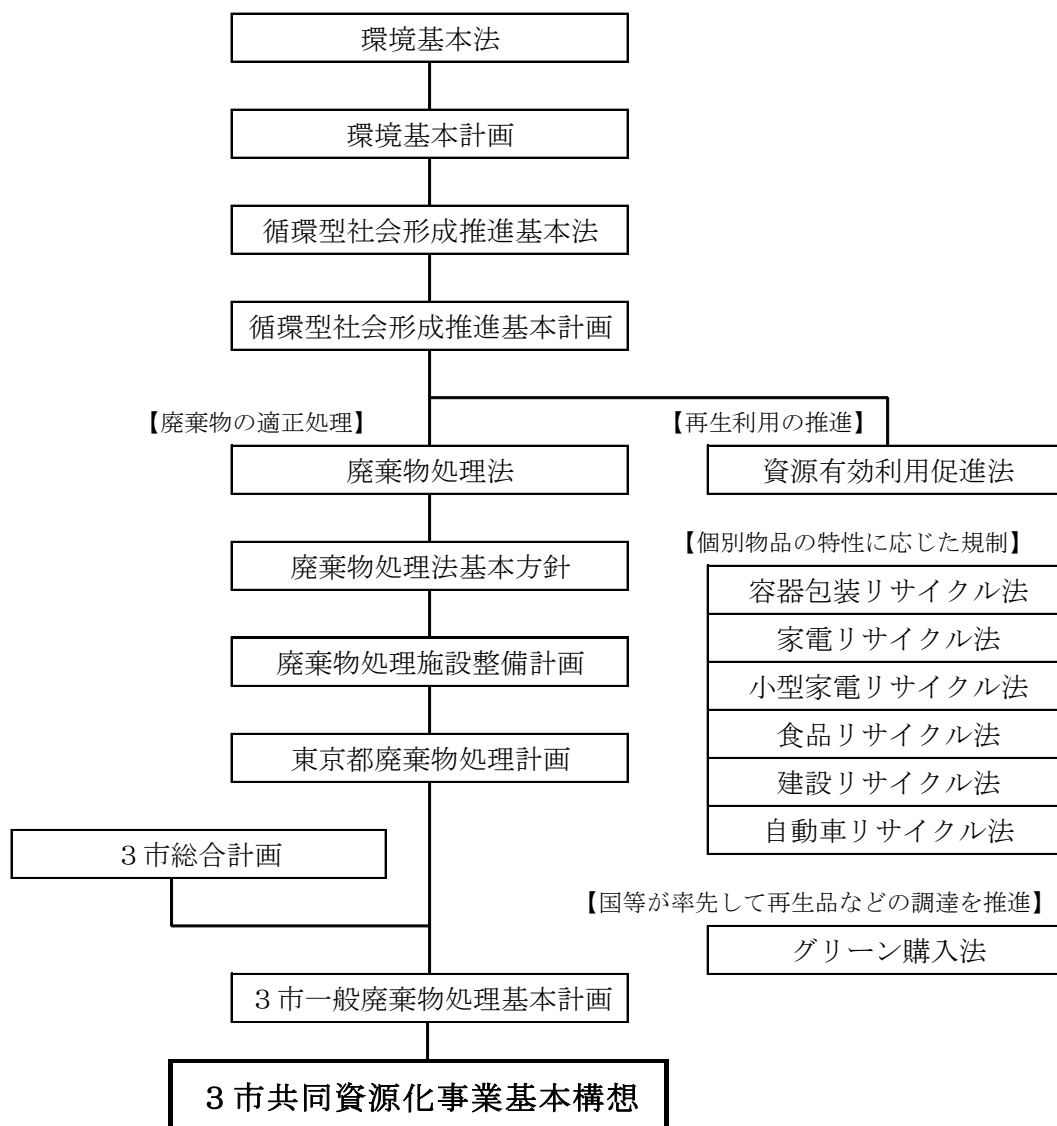 環境基本法
環境基本計画
循環型社会形成推進基本法
循環型社会形成推進基本計画
【廃棄物の適正処理】
廃棄物処理法
廃棄物処理法基本方針
廃棄物処理施設整備計画
東京都廃棄物処理計画
3市総合計画
3市一般廃棄物処理基本計画
3市共同資源化事業基本構想
【再生利用の推進】
資源有効利用促進法
【個別物品の特性に応じた規制】
容器包装リサイクル法
家電リサイクル法
小型家電リサイクル法
食品リサイクル法
建設リサイクル法
自動車リサイクル法
【国等が率先して再生品などの調達を推進】
グリーン購入法